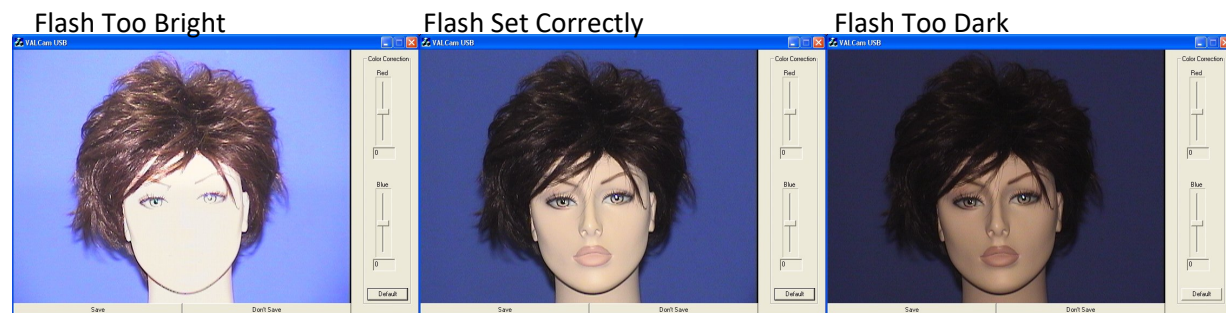 Flash Too Bright
Flash Set Correctly
Flash Too Dark
VALCam USB
Color Correction
Red
0
Blue
0
Default
Save
Don't Save
VALCam USB
Color Correction
Red
0
Blue
0
Default
Save
Don't Save
VALCam USB
Color Correction
Red
0
Blue
0
Default
Save
Don't Save